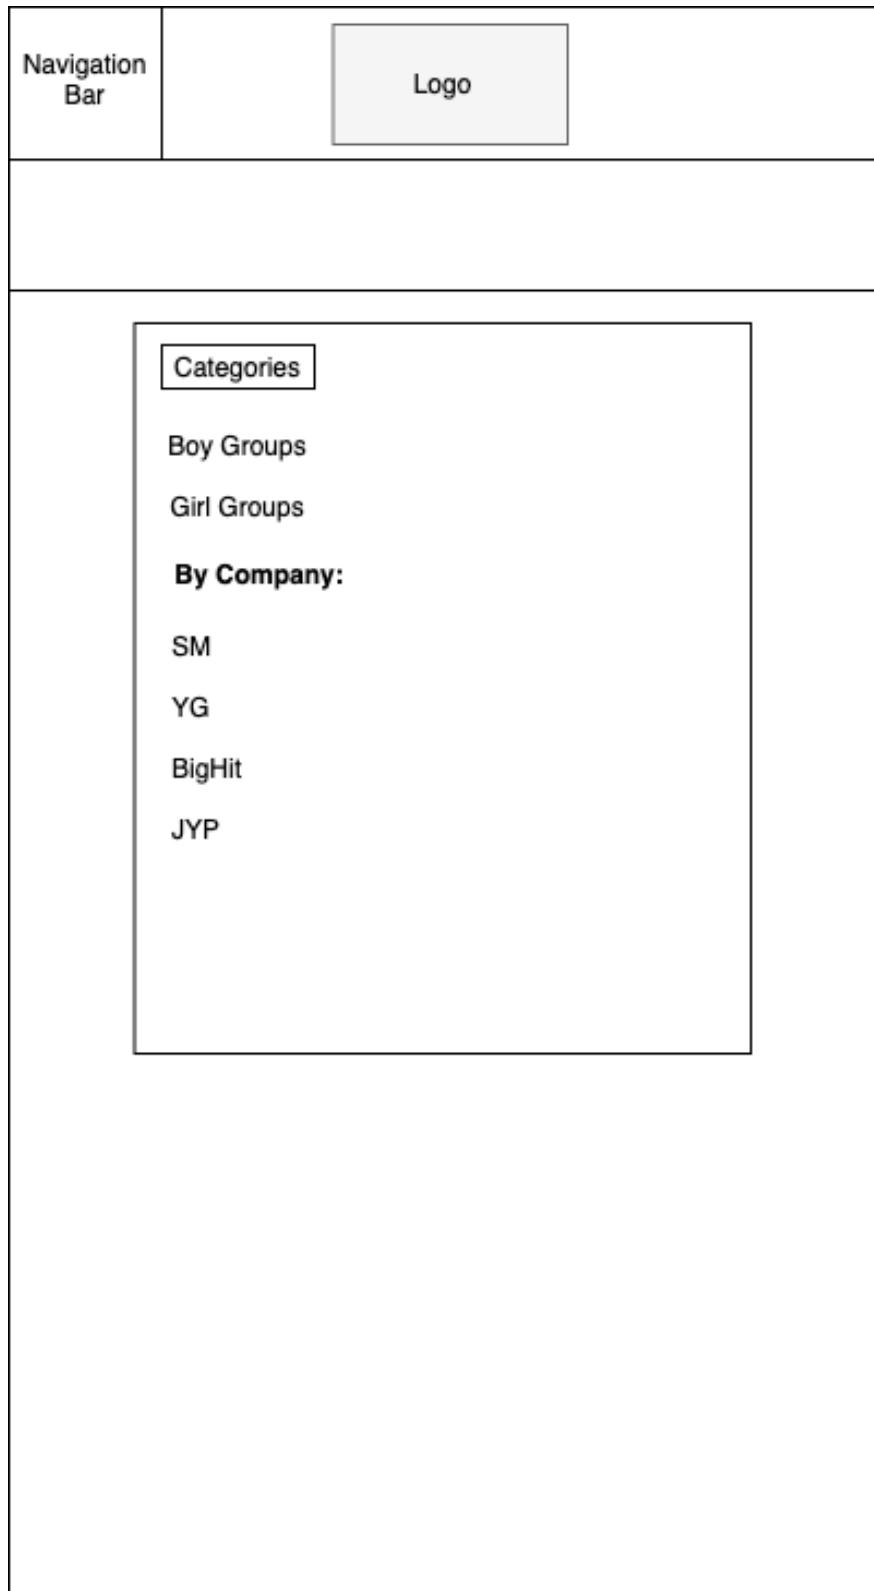 Navigation
Bar
Logo
Categories
Boy Groups
Girl Groups
By Company:
SM
YG
BigHit
JYP